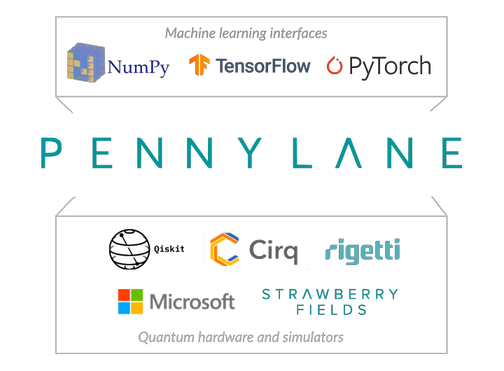 Machine learning interfaces
NumPy TensorFlow PyTorch
PENNYLANE
Qiskit Cirq rigetti
Microsoft STRAWBERRY FIELDS
Quantum hardware and simulators